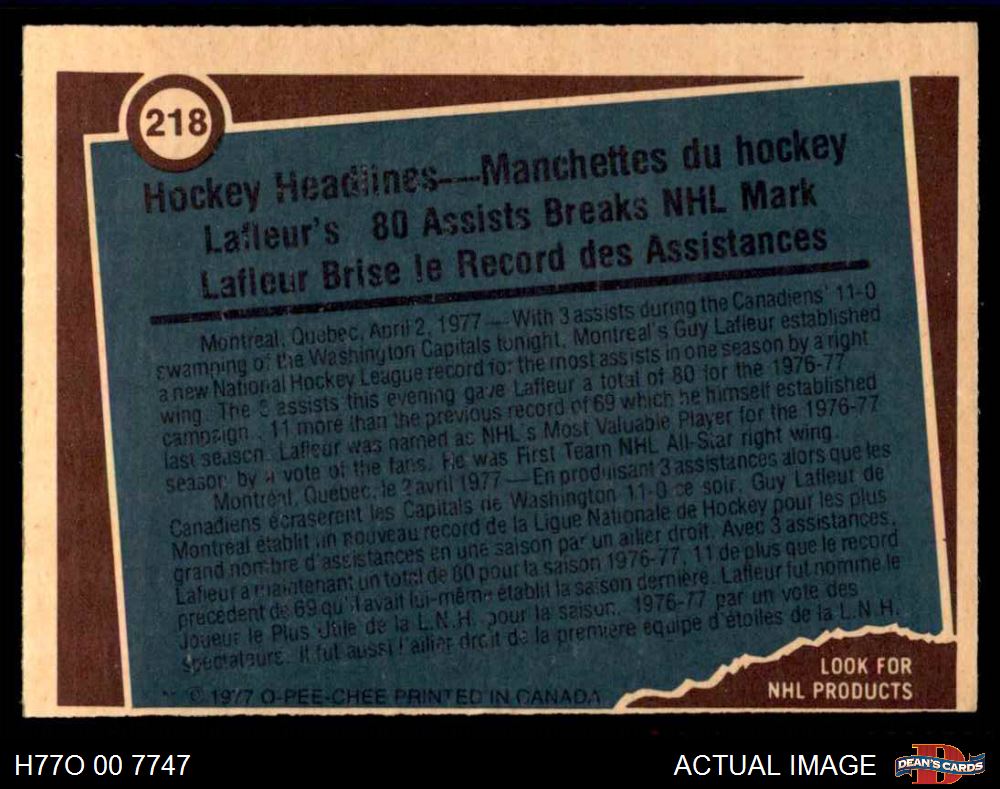 218
Hockey Headlines—Manchettes du hockey
Lafleur's 80 Assists Breaks NHL Mark
Lafleur Brise le Record des Assistances
Montréal, Quebec, April 2, 1977 — With 3 assists during the Canadiens' 11-0
swamping of the Washington Capitals tonight, Montreal's Guy Lafleur established
a new National Hockey League record for the most assists in one season by a right
wing. The 3 assists this evening gave Lafleur a total of 80 for the 1976-77
campaign, 11 more than the previous record of 69 which he himself established
last season. Lafleur was named as NHL's Most Valuable Player for the 1976-77
season by a vote of the fans. He was First Team NHL All-Star right wing.
Montréal, Québec, le 2 avril 1977 — En produisant 3 assistances alors que les
Canadiens écraserent les Capitals de Washington 11-0 ce soir, Guy Lafleur de
Montréal établit un nouveau record de la Ligue Nationale de Hockey pour les plus
grand nombre d'assistances en une saison par un ailier droit. Avec 3 assistances,
Lafleur a maintenant un total de 80 pour la saison 1976-77, 11 de plus que le record
précédent de 69 qu'il avait lui-même établit la saison dernière. Lafleur fut nommé le
Joueur le Plus Utile de la L.N.H. pour la saison 1976-77 par un vote des
spectateurs. Il fut aussi l'ailier droit de la première équipe d'étoiles de la L.N.H.
© 1977 O-PEE-CHEE PRINTED IN CANADA
LOOK FOR
NHL PRODUCTS
H77O 00 7747
ACTUAL IMAGE
D
DEAN'S CARDS